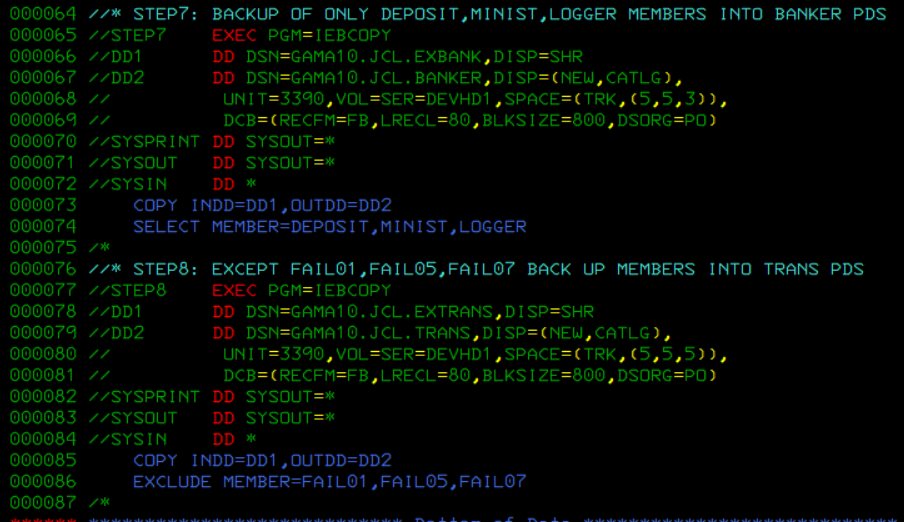 000064 //* STEP7: BACKUP OF ONLY DEPOSIT,MINIST,LOGGER MEMBERS INTO BANKER PDS
000065 //STEP7    EXEC PGM=IEBCOPY
000066 //DD1      DD DSN=GAMA10.JCL.EXBANK,DISP=SHR
000067 //DD2      DD DSN=GAMA10.JCL.BANKER,DISP=(NEW,CATLG),
000068 //          UNIT=3390,VOL=SER=DEVHD1,SPACE=(TRK,(5,5,3)),
000069 //          DCB=(RECFM=FB,LRECL=80,BLKSIZE=800,DSORG=PO)
000070 //SYSPRINT DD SYSOUT=*
000071 //SYSOUT   DD SYSOUT=*
000072 //SYSIN    DD *
000073     COPY INDD=DD1,OUTDD=DD2
000074     SELECT MEMBER=DEPOSIT,MINIST,LOGGER
000075 /*
000076 //* STEP8: EXCEPT FAIL01,FAIL05,FAIL07 BACK UP MEMBERS INTO TRANS PDS
000077 //STEP8    EXEC PGM=IEBCOPY
000078 //DD1      DD DSN=GAMA10.JCL.EXTRANS,DISP=SHR
000079 //DD2      DD DSN=GAMA10.JCL.TRANS,DISP=(NEW,CATLG),
000080 //          UNIT=3390,VOL=SER=DEVHD1,SPACE=(TRK,(5,5,5)),
000081 //          DCB=(RECFM=FB,LRECL=80,BLKSIZE=800,DSORG=PO)
000082 //SYSPRINT DD SYSOUT=*
000083 //SYSOUT   DD SYSOUT=*
000084 //SYSIN    DD *
000085     COPY INDD=DD1,OUTDD=DD2
000086     EXCLUDE MEMBER=FAIL01,FAIL05,FAIL07
000087 /*